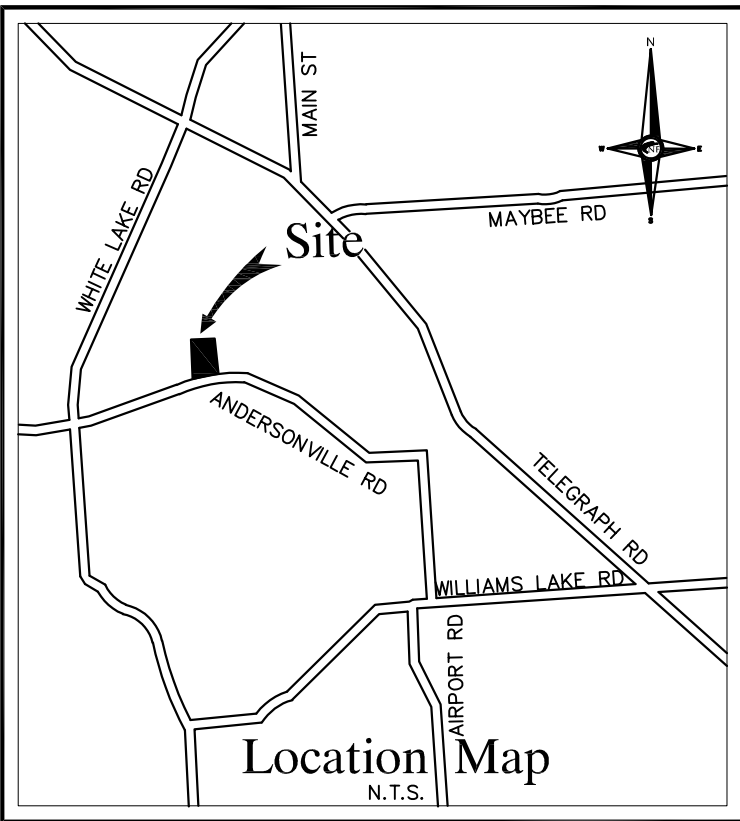 MAIN ST
N
W
E
S
WHITE LAKE RD
MAYBEE RD
Site
ANDERSONVILLE RD
TELEGRAPH RD
WILLIAMS LAKE RD
AIRPORT RD
Location Map
N.T.S.